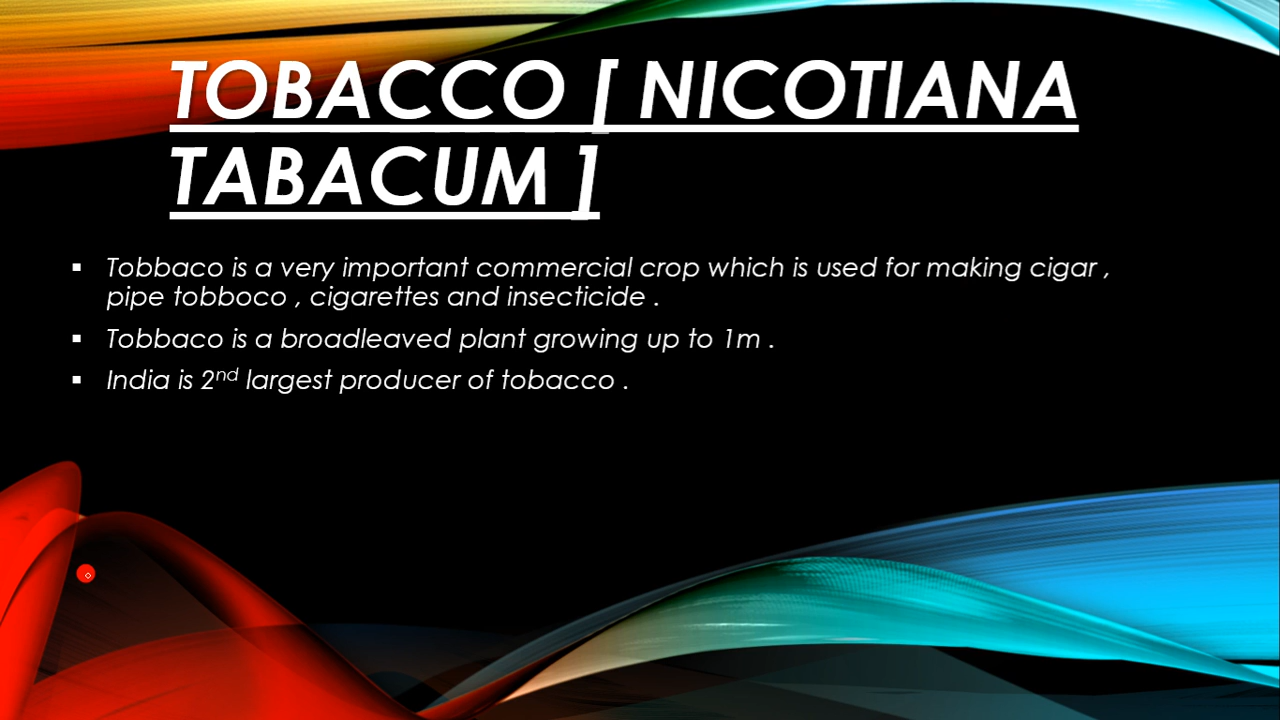 TOBACCO [ NICOTIANA
TABACUM ]
▪ Tobbaco is a very important commercial crop which is used for making cigar ,
pipe tobboco , cigarettes and insecticide .
▪ Tobbaco is a broadleaved plant growing up to 1m .
▪ India is 2nd largest producer of tobacco .